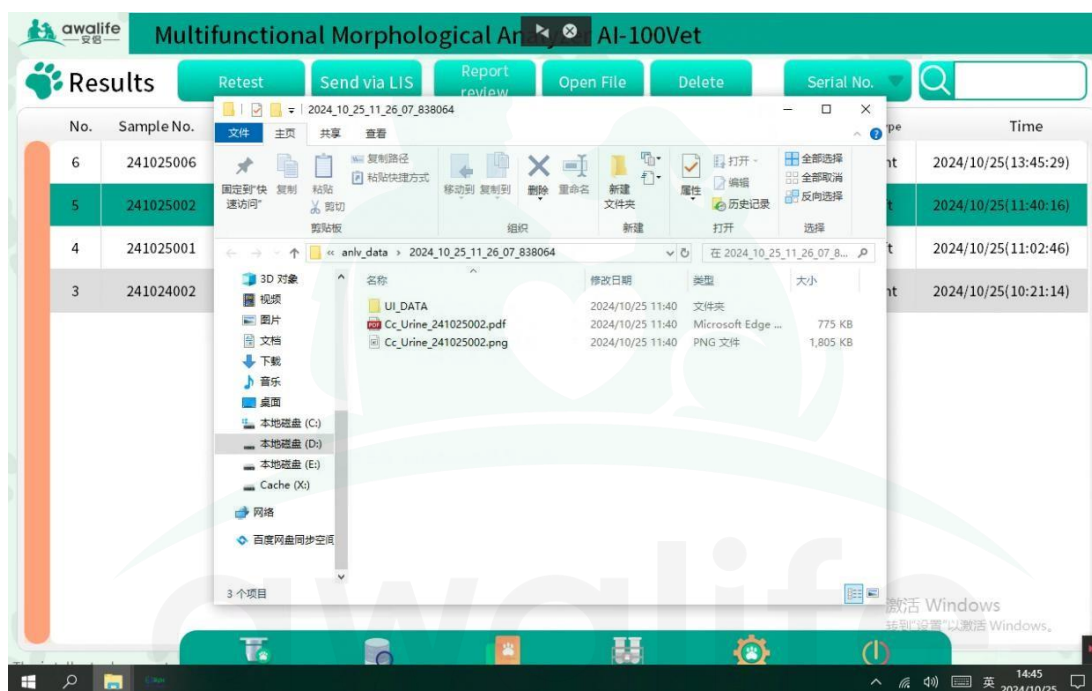 awalife
安侣
Multifunctional Morphological An er AI-100Vet
Results
Retest
Send via LIS
Report
review
Open File
Delete
Serial No.
No.
Sample No.
Time
6
241025006
nt
2024/10/25(13:45:29)
5
241025002
2024/10/25(11:40:16)
4
241025001
2024/10/25(11:02:46)
3
241024002
nt
2024/10/25(10:21:14)
2024_10_25_11_26_07_838064
文件
主页
共享
查看
固定到"快
速访问"
复制
粘贴
复制路径
粘贴快捷方式
剪切
移动到
复制到
删除
重命名
新建
文件夹
属性
打开
编辑
历史记录
全部选择
全部取消
反向选择
剪贴板
组织
新建
打开
选择
« anlv_data › 2024_10_25_11_26_07_838064
在 2024_10_25_11_26_07_8...
名称
修改日期
类型
大小
UI_DATA
2024/10/25 11:40
文件夹
Cc_Urine_241025002.pdf
2024/10/25 11:40
Microsoft Edge ...
775 KB
Cc_Urine_241025002.png
2024/10/25 11:40
PNG 文件
1,805 KB
3D 对象
视频
图片
文档
下载
音乐
桌面
本地磁盘 (C:)
本地磁盘 (D:)
本地磁盘 (E:)
Cache (X:)
网络
百度网盘同步空间
3 个项目
awalife
激活 Windows
转到"设置"以激活 Windows。
英
14:45
2024/10/25